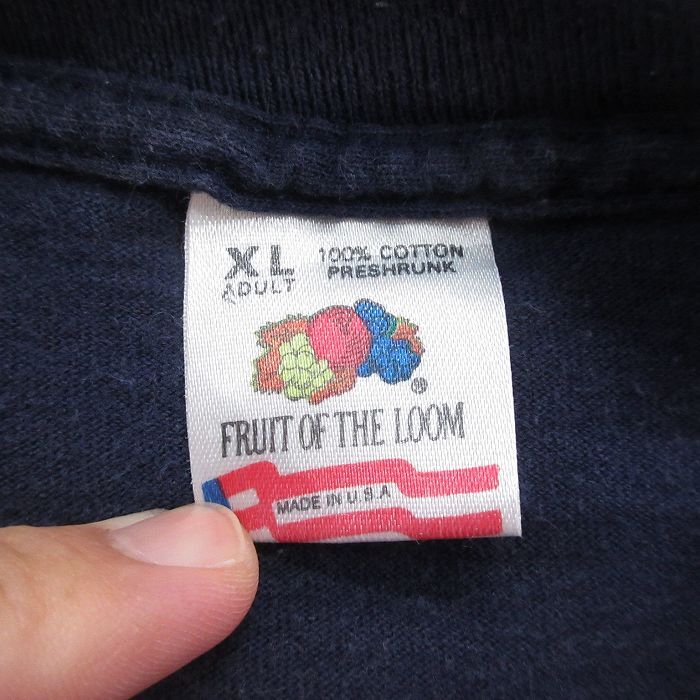 XL
ADULT
100% COTTON
PRESHRUNK
®
FRUIT OF THE LOOM
MADE IN U.S.A